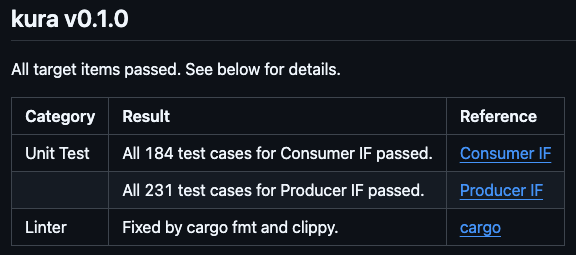 kura v0.1.0
All target items passed. See below for details.
Category Result Reference
Unit Test All 184 test cases for Consumer IF passed. Consumer IF
All 231 test cases for Producer IF passed. Producer IF
Linter Fixed by cargo fmt and clippy. cargo